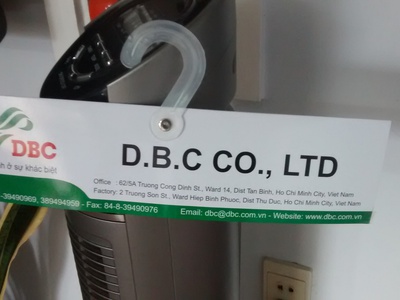 DBC
D.B.C CO., LTD
ở sự khác biệt
Office : 62/5A Truong Cong Dinh St., Ward 14, Dist Tan Binh, Ho Chi Minh City, Viet Nam
Factory: 2 Truong Son St., Ward Hiep Binh Phuoc, Dist Thu Duc, Ho Chi Minh City, Viet Nam
-39490969, 389494959 - Fax: 84-8-39490976 Email: dbc@dbc.com.vn - Website: www.dbc.com.vn